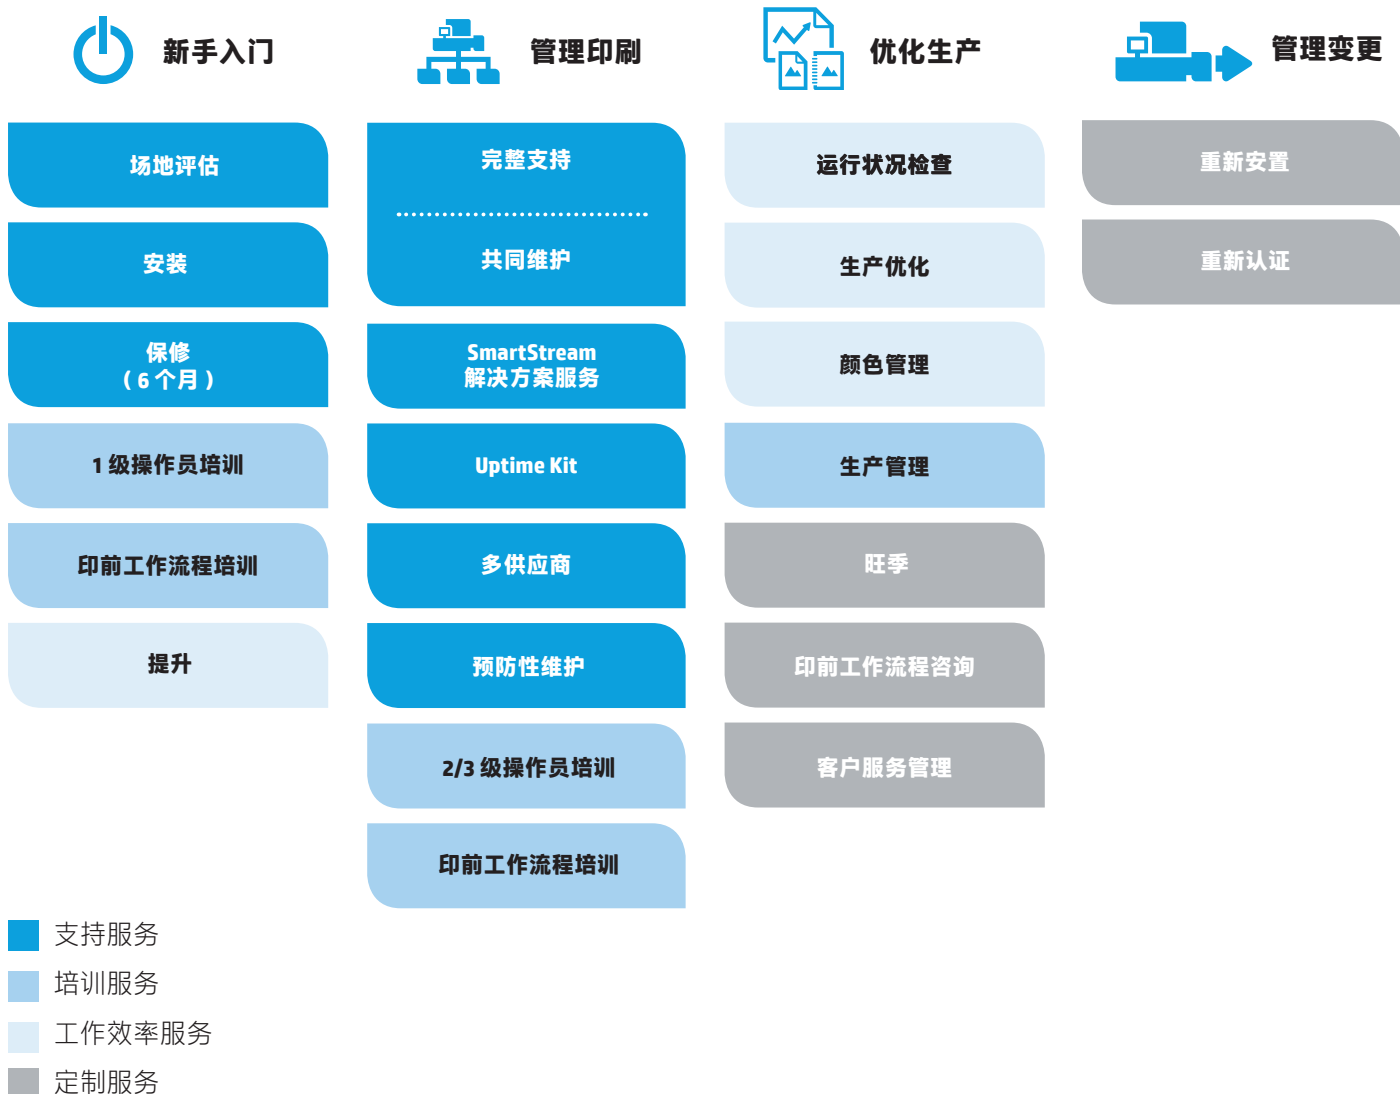 新手入门
管理印刷
优化生产
管理变更
场地评估
安装
保修
（6 个月）
1 级操作员培训
印前工作流程培训
提升
完整支持
共同维护
SmartStream
解决方案服务
Uptime Kit
多供应商
预防性维护
2/3 级操作员培训
印前工作流程培训
运行状况检查
生产优化
颜色管理
生产管理
旺季
印前工作流程咨询
客户服务管理
重新安置
重新认证
支持服务
培训服务
工作效率服务
定制服务